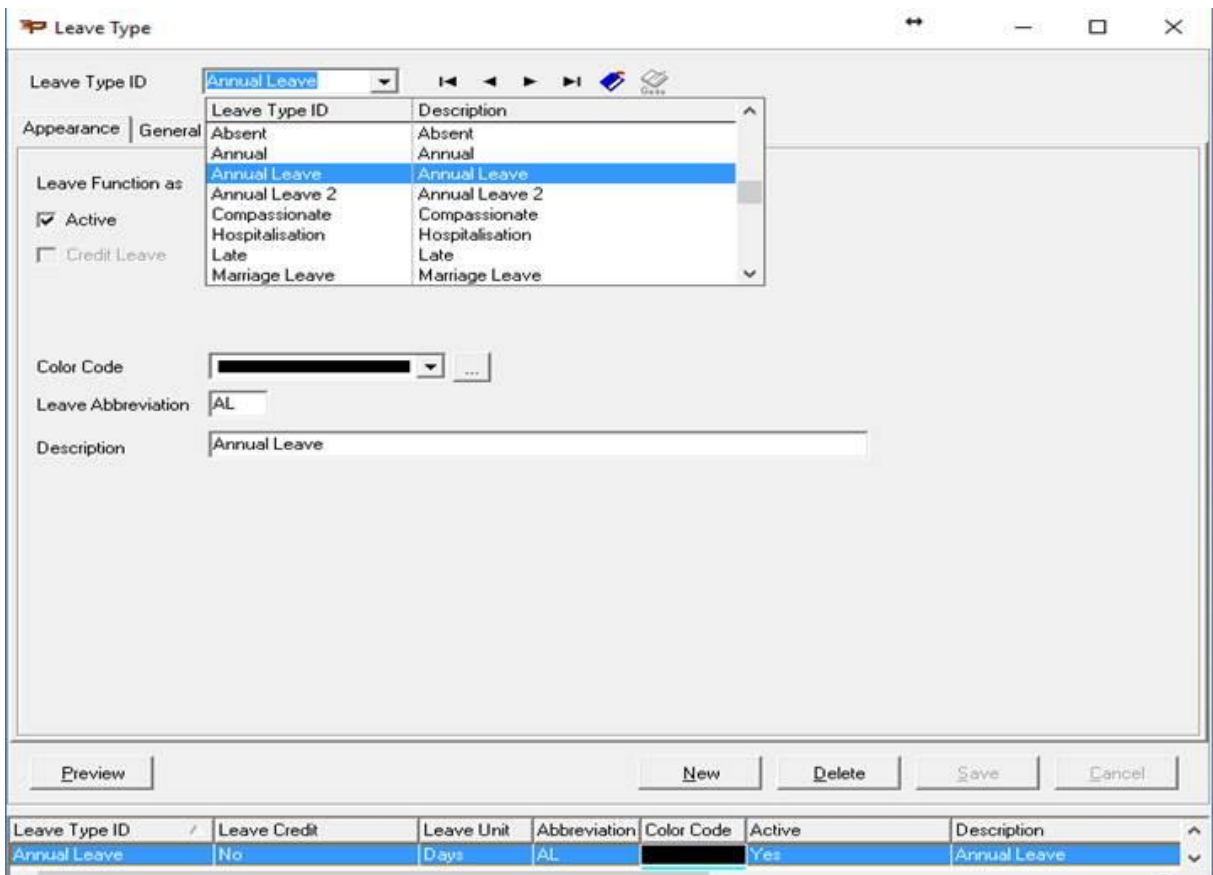 Leave Type
Leave Type ID Annual Leave
Leave Type ID Description
Appearance General
Absent Absent
Annual Annual
Annual Leave Annual Leave
Annual Leave 2 Annual Leave 2
Compassionate Compassionate
Hospitalisation Hospitalisation
Late Late
Marriage Leave Marriage Leave
Leave Function as
Active
Credit Leave
Color Code ...
Leave Abbreviation AL
Description Annual Leave
Preview New Delete Save Cancel
Leave Type ID Leave Credit Leave Unit Abbreviation Color Code Active Description
Annual Leave No Days AL Yes Annual Leave